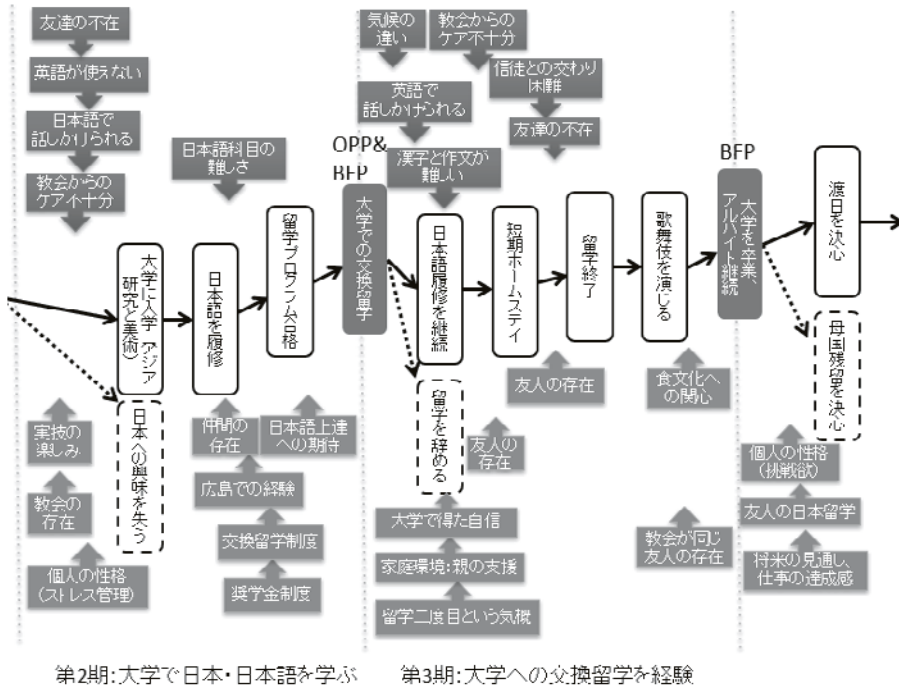 友達の不在
英語が使えない
日本語で
話しかけられる
教会からの
ケア不十分
日本語科目の
難しさ
気候の
違い
教会からの
ケア不十分
英語で
話しかけられる
信徒との交わり
困難
友達の不在
漢字と作文が
難しい
OPP&
BFP
BFP
大学に入学(アジア
研究と美術)
日本語を履修
留学プログラム合格
大学での交換留学
日本語履修を継続
短期ホームステイ
留学終了
歌舞伎を演じる
大学を卒業、
アルバイト継続
渡日を決心
日本への興味を失う
留学を辞める
母国残留を決心
実技の
楽しみ
教会の
存在
個人の性格
(ストレス管理)
仲間の
存在
日本語上達
への期待
広島での経験
交換留学制度
奨学金制度
友人の
存在
友人の存在
大学で得た自信
家庭環境:親の支援
留学二度目という気概
食文化へ
の関心
教会が同じ
友人の存在
個人の性格
(挑戦欲)
友人の日本留学
将来の見通し、
仕事の達成感
第2期:大学で日本・日本語を学ぶ
第3期:大学への交換留学を経験